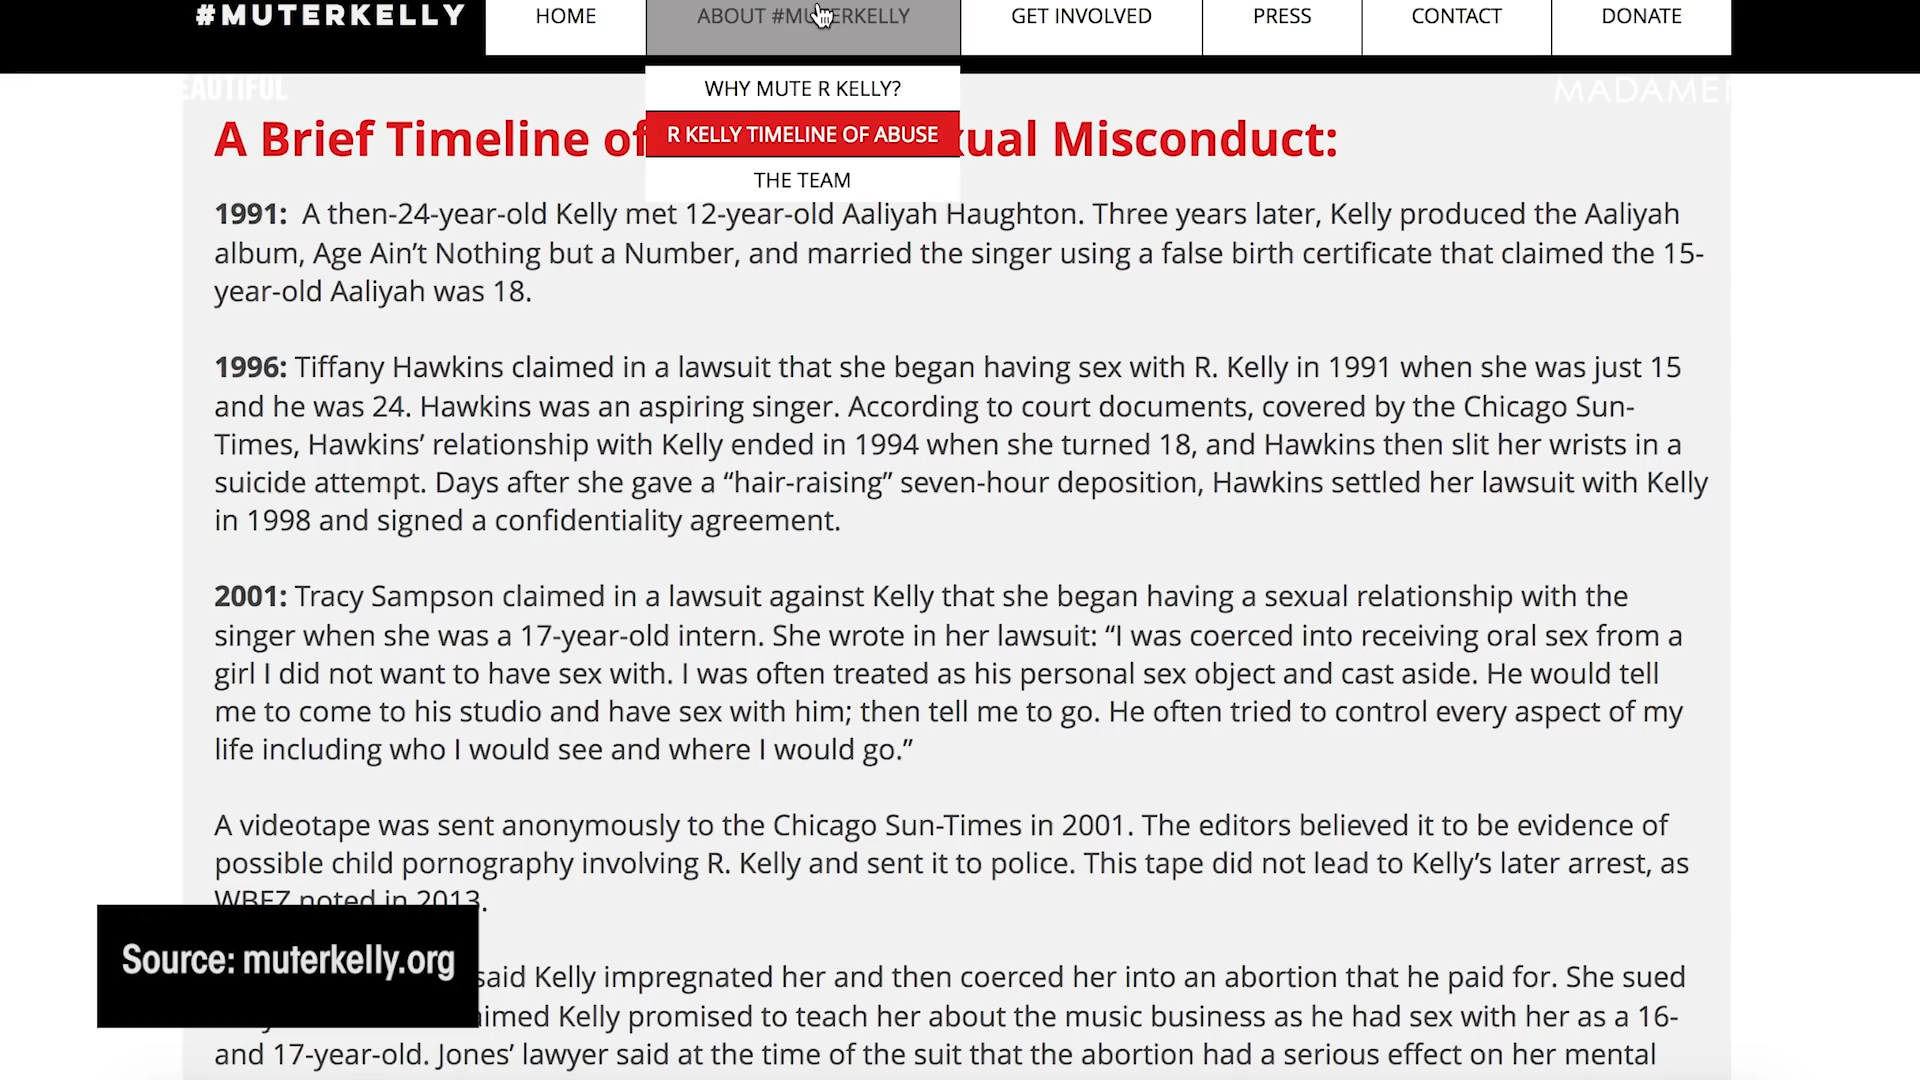 #MUTERKELLY
HOME
ABOUT #MUTERKELLY
GET INVOLVED
PRESS
CONTACT
DONATE
WHY MUTE R KELLY?
R KELLY TIMELINE OF ABUSE
THE TEAM
A Brief Timeline of Misconduct:
1991: A then-24-year-old Kelly met 12-year-old Aaliyah Haughton. Three years later, Kelly produced the Aaliyah
album, Age Ain’t Nothing but a Number, and married the singer using a false birth certificate that claimed the 15-
year-old Aaliyah was 18.
1996: Tiffany Hawkins claimed in a lawsuit that she began having sex with R. Kelly in 1991 when she was just 15
and he was 24. Hawkins was an aspiring singer. According to court documents, covered by the Chicago Sun-
Times, Hawkins’ relationship with Kelly ended in 1994 when she turned 18, and Hawkins then slit her wrists in a
suicide attempt. Days after she gave a “hair-raising” seven-hour deposition, Hawkins settled her lawsuit with Kelly
in 1998 and signed a confidentiality agreement.
2001: Tracy Sampson claimed in a lawsuit against Kelly that she began having a sexual relationship with the
singer when she was a 17-year-old intern. She wrote in her lawsuit: “I was coerced into receiving oral sex from a
girl I did not want to have sex with. I was often treated as his personal sex object and cast aside. He would tell
me to come to his studio and have sex with him; then tell me to go. He often tried to control every aspect of my
life including who I would see and where I would go.”
A videotape was sent anonymously to the Chicago Sun-Times in 2001. The editors believed it to be evidence of
possible child pornography involving R. Kelly and sent it to police. This tape did not lead to Kelly’s later arrest, as
WBEZ noted in 2013.
Source: muterkelly.org
said Kelly impregnated her and then coerced her into an abortion that he paid for. She sued
Kelly promised to teach her about the music business as he had sex with her as a 16-
and 17-year-old. Jones’ lawyer said at the time of the suit that the abortion had a serious effect on her mental